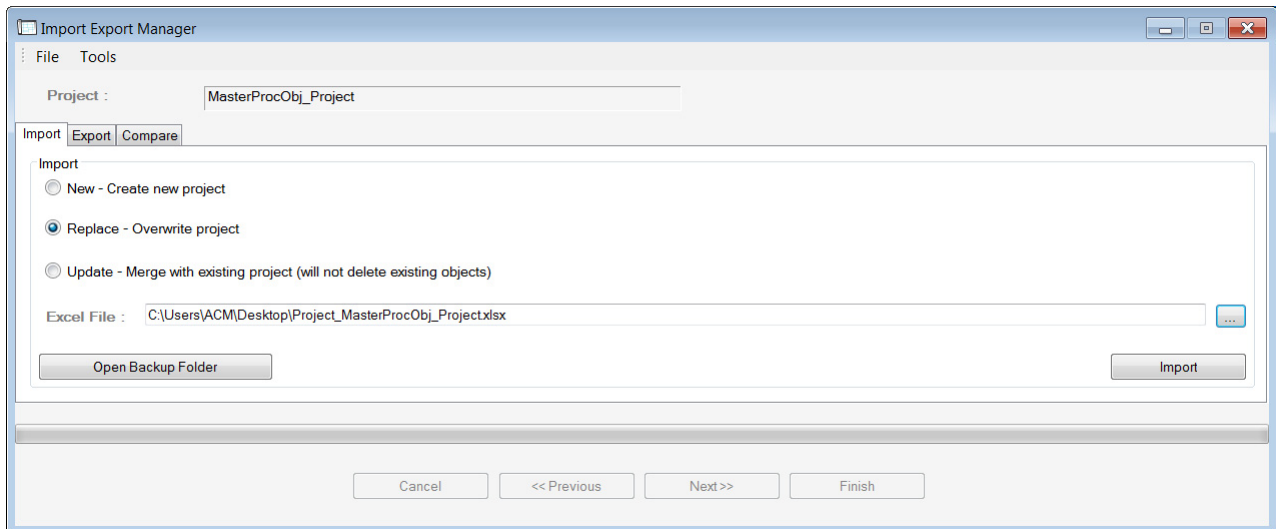 Import Export Manager
File Tools
Project : MasterProcObj_Project
Import Export Compare
Import
New - Create new project
Replace - Overwrite project
Update - Merge with existing project (will not delete existing objects)
Excel File : C:\Users\ACM\Desktop\Project_MasterProcObj_Project.xlsx ...
Open Backup Folder Import
Cancel << Previous Next >> Finish